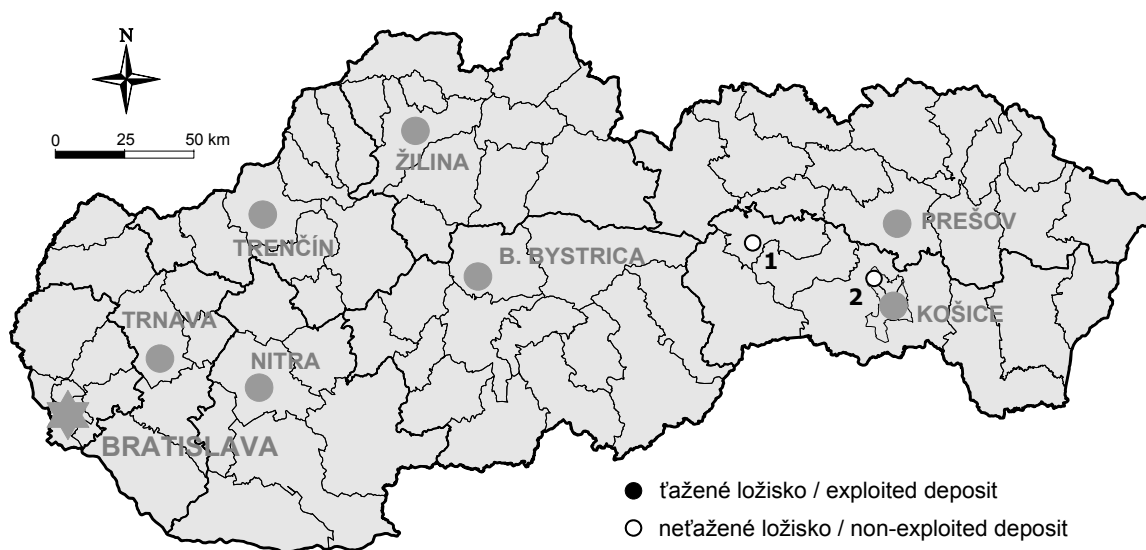 N
0 25 50 km
ŽILINA
TRENČÍN
PREŠOV
B. BYSTRICA
1
2
TRNAVA
KOŠICE
NITRA
BRATISLAVA
ťažené ložisko / exploited deposit
neťažené ložisko / non-exploited deposit